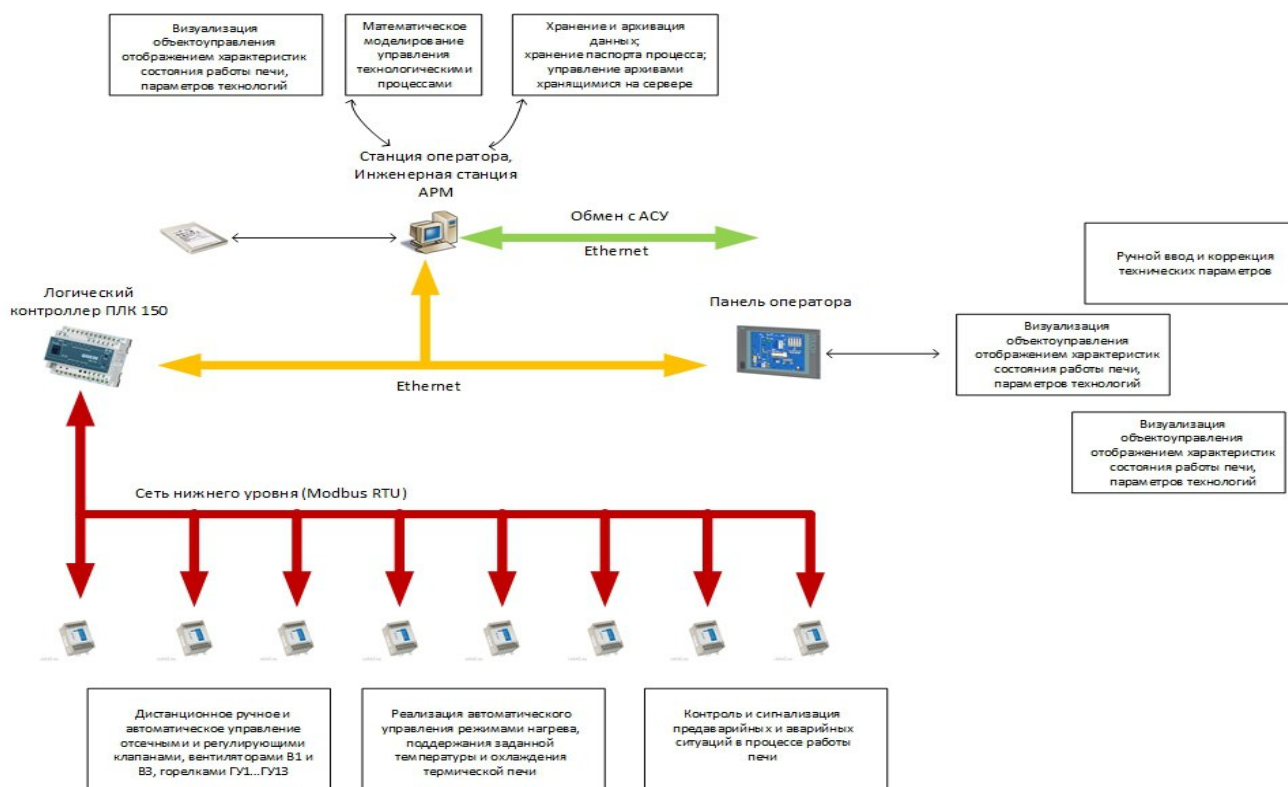 Визуализация
объектоуправления
отображением характеристик
состояния работы печи,
параметров технологий
Математическое
моделирование
управления
технологическими
процессами
Хранение и архивация
данных;
хранение паспорта процесса;
управление архивами
хранящимися на сервере
Станция оператора,
Инженерная станция
АРМ
Обмен с АСУ
Ethernet
Ручной ввод и коррекция
технических параметров
Логический
контроллер ПЛК 150
Панель оператора
Ethernet
Визуализация
объектоуправления
отображением характеристик
состояния работы печи,
параметров технологий
Визуализация
объектоуправления
отображением характеристик
состояния работы печи,
параметров технологий
Сеть нижнего уровня (Modbus RTU)
Дистанционное ручное и
автоматическое управление
отсечными и регулирующими
клапанами, вентиляторами В1 и
В3, горелками ГУ1...ГУ13
Реализация автоматического
управления режимами нагрева,
поддержания заданной
температуры и охлаждения
термической печи
Контроль и сигнализация
предаварийных и аварийных
ситуаций в процессе работы
печи